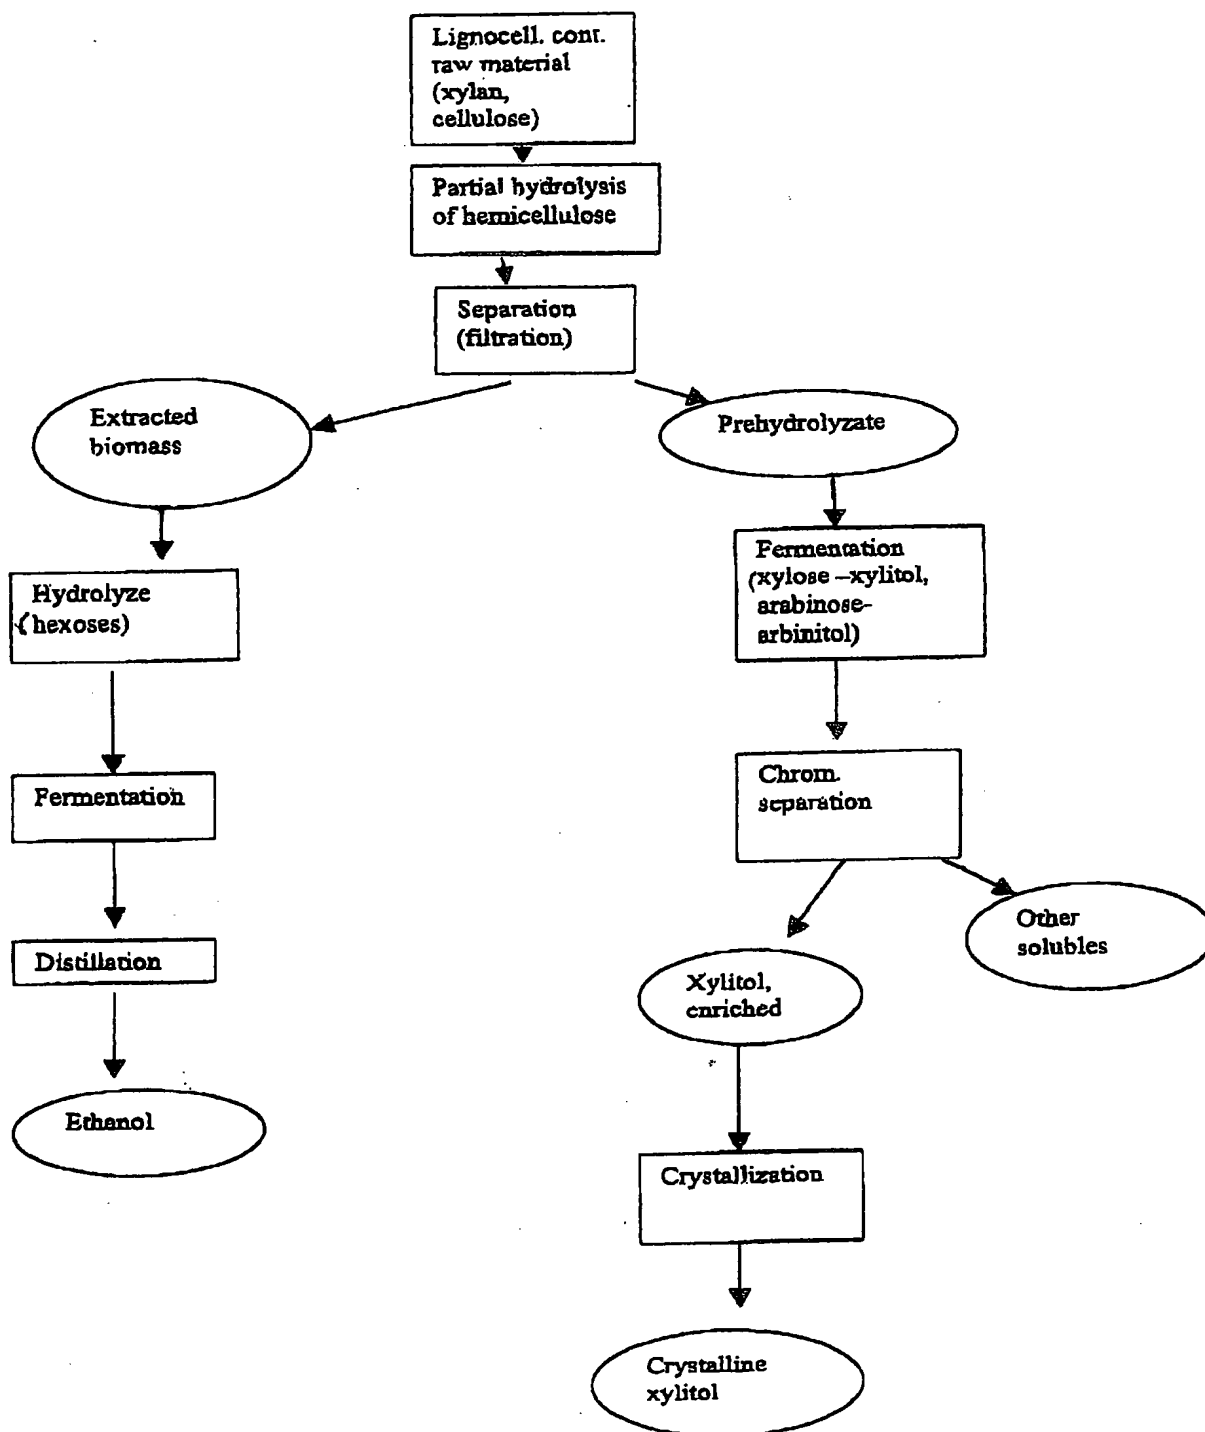 Lignocell. cont.
raw material
(xylan,
cellulose)
Partial hydrolysis
of hemicellulose
Separation
(filtration)
Extracted
biomass
Prehydrolyzate
Hydrolyze
(hexoses)
Fermentation
(xylose –xylitol,
arabinose-
arbinitol)
Fermentation
Chrom.
separation
Distillation
Other
solubles
Xylitol,
enriched
Ethanol
Crystallization
Crystalline
xylitol